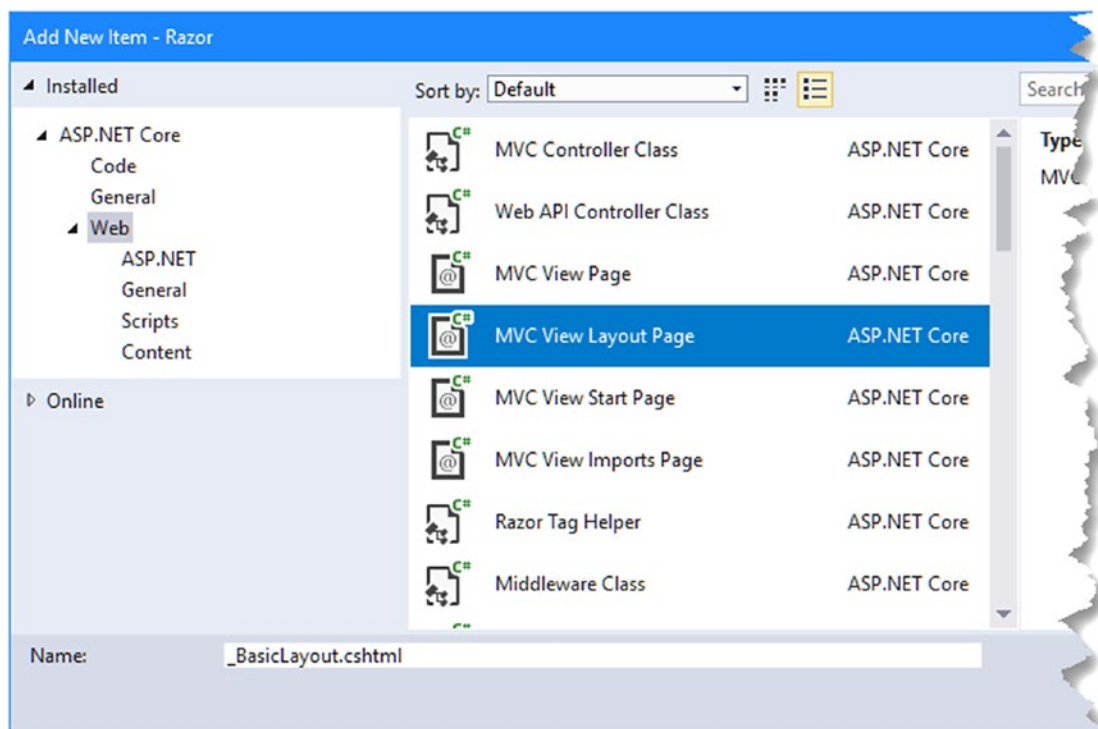 Add New Item - Razor
Installed
ASP.NET Core
Code
General
Web
ASP.NET
General
Scripts
Content
Online
Sort by: Default
Search
C# MVC Controller Class ASP.NET Core
C# Web API Controller Class ASP.NET Core
C# @ MVC View Page ASP.NET Core
C# @ MVC View Layout Page ASP.NET Core
C# @ MVC View Start Page ASP.NET Core
C# @ MVC View Imports Page ASP.NET Core
C# Razor Tag Helper ASP.NET Core
C# Middleware Class ASP.NET Core
Type
MVC
Name: _BasicLayout.cshtml